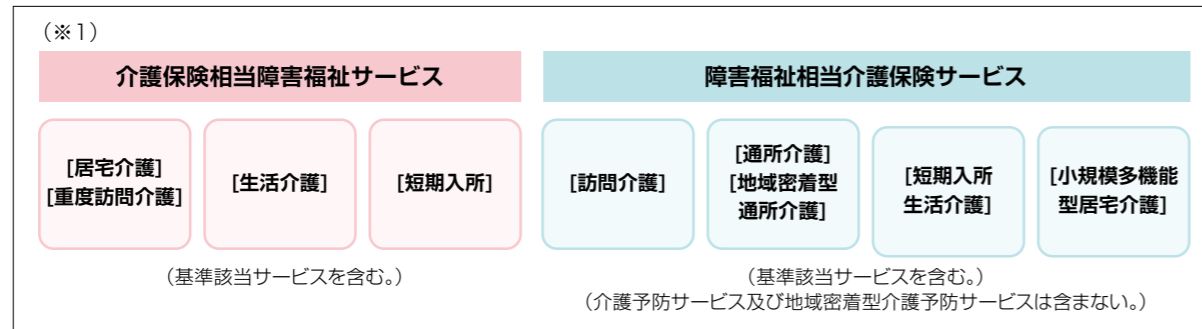 (※1)
介護保険相当障害福祉サービス
障害福祉相当介護保険サービス
[居宅介護]
[重度訪問介護]
[生活介護]
[短期入所]
[訪問介護]
[通所介護]
[地域密着型
通所介護]
[短期入所
生活介護]
[小規模多機能
型居宅介護]
(基準該当サービスを含む。)
(基準該当サービスを含む。)
(介護予防サービス及び地域密着型介護予防サービスは含まない。)